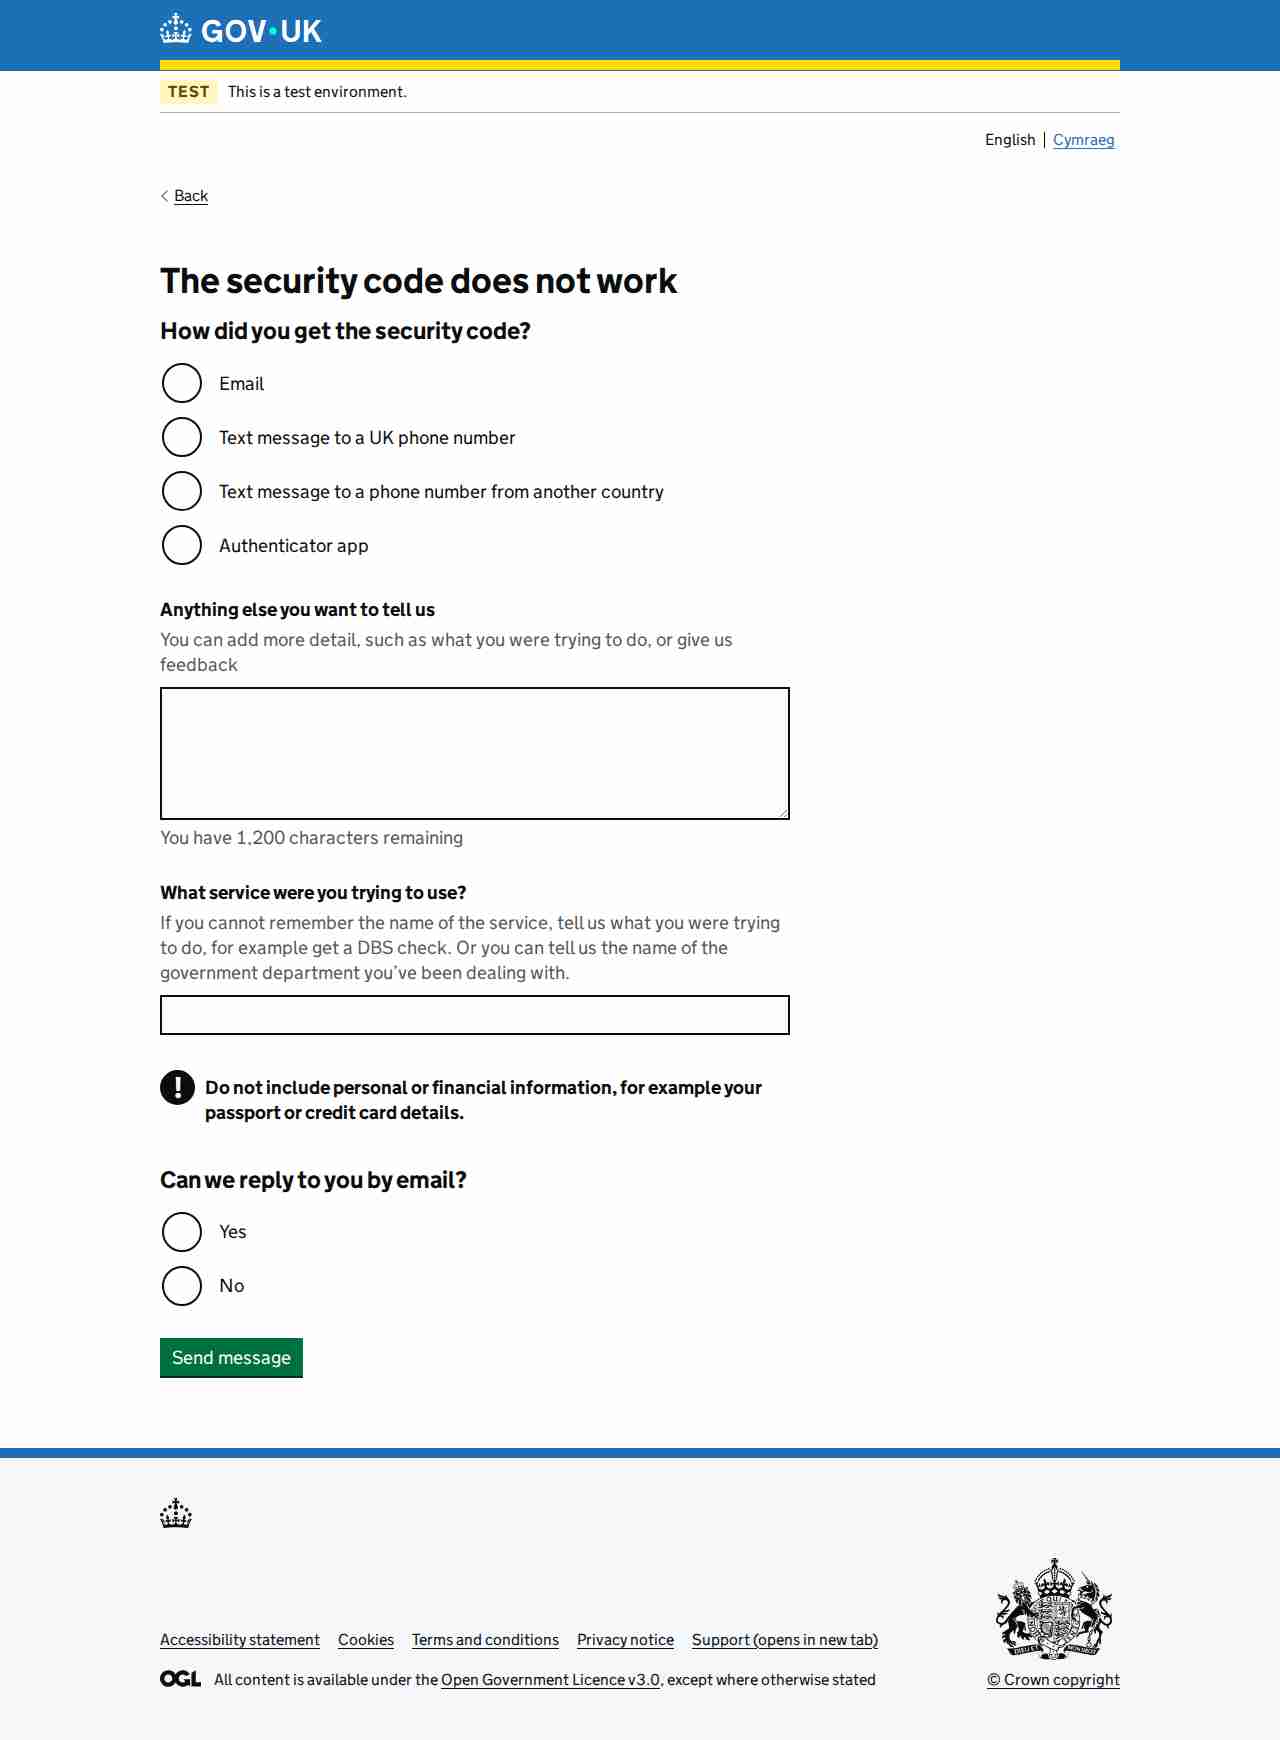 GOV·UK
TEST This is a test environment.
English Cymraeg
Back
The security code does not work
How did you get the security code?
Email
Text message to a UK phone number
Text message to a phone number from another country
Authenticator app
Anything else you want to tell us
You can add more detail, such as what you were trying to do, or give us
feedback
You have 1,200 characters remaining
What service were you trying to use?
If you cannot remember the name of the service, tell us what you were trying
to do, for example get a DBS check. Or you can tell us the name of the
government department you’ve been dealing with.
! Do not include personal or financial information, for example your
passport or credit card details.
Can we reply to you by email?
Yes
No
Send message
Accessibility statement Cookies Terms and conditions Privacy notice Support (opens in new tab)
OGL All content is available under the Open Government Licence v3.0, except where otherwise stated
© Crown copyright